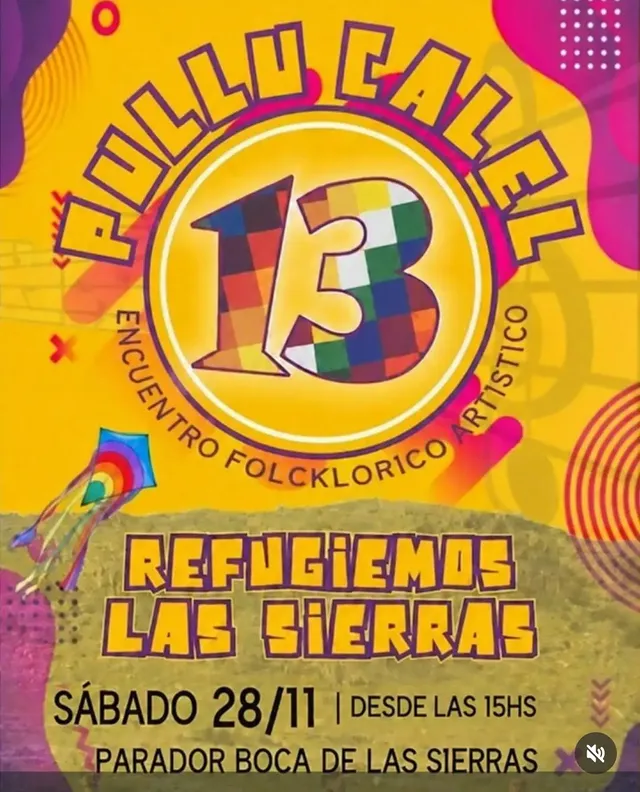 PULLU CALEL
13
ENCUENTRO FOLCKLORICO ARTISTICO
REFUGIEMOS
LAS SIERRAS
SÁBADO 28/11 | DESDE LAS 15HS
PARADOR BOCA DE LAS SIERRAS